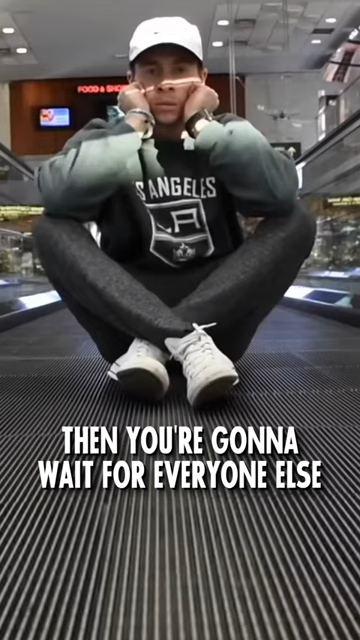 FOOD & SHO
S ANGELES
LA
THEN YOU'RE GONNA
WAIT FOR EVERYONE ELSE